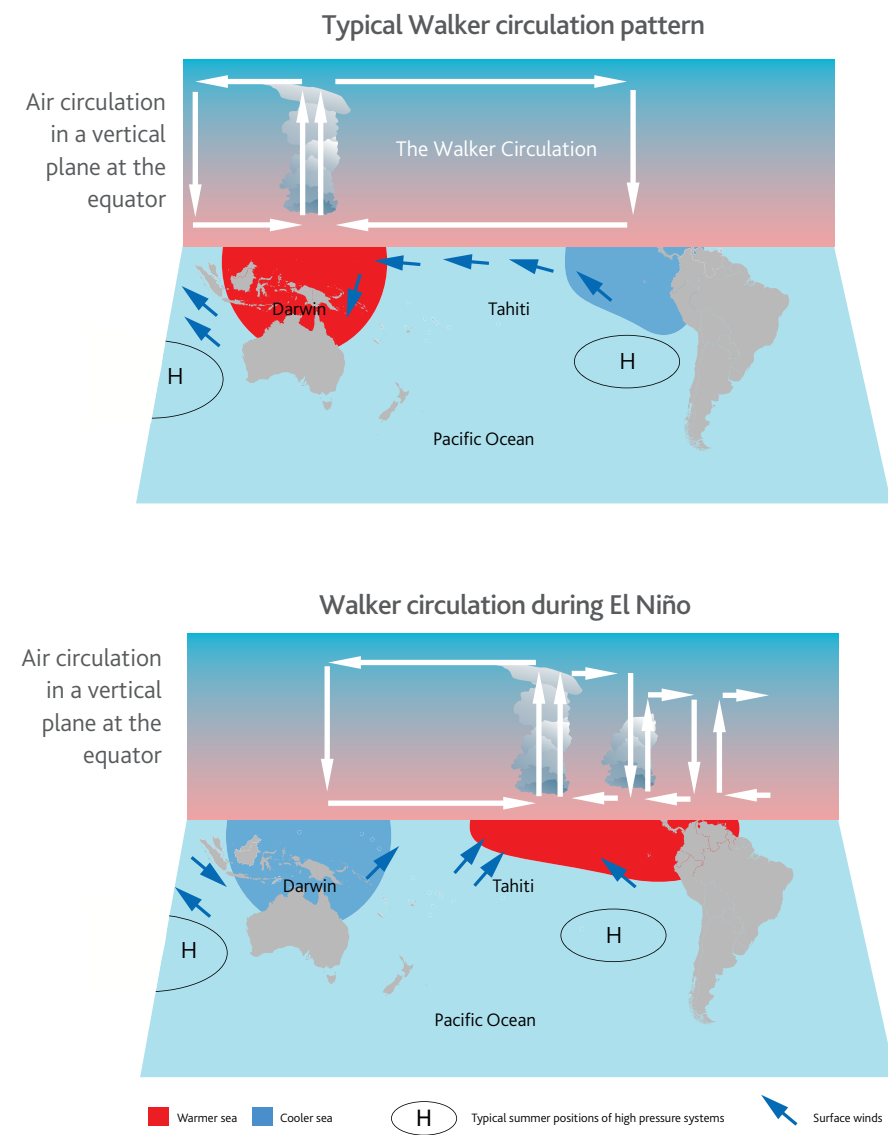 Typical Walker circulation pattern
Air circulation
in a vertical
plane at the
equator
The Walker Circulation
Darwin
Tahiti
H
H
Pacific Ocean
Walker circulation during El Niño
Air circulation
in a vertical
plane at the
equator
Darwin
Tahiti
H
H
Pacific Ocean
Warmer sea
Cooler sea
H
Typical summer positions of high pressure systems
Surface winds